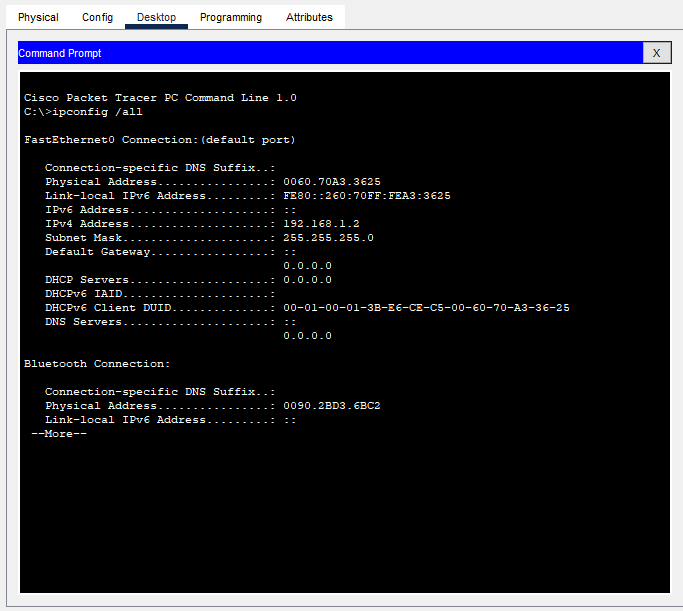 Physical Config Desktop Programming Attributes
Command Prompt X
Cisco Packet Tracer PC Command Line 1.0
C:\>ipconfig /all
FastEthernet0 Connection:(default port)
Connection-specific DNS Suffix..:
Physical Address................: 0060.70A3.3625
Link-local IPv6 Address.........: FE80::260:70FF:FEA3:3625
IPv6 Address....................: ::
IPv4 Address....................: 192.168.1.2
Subnet Mask.....................: 255.255.255.0
Default Gateway.................: ::
0.0.0.0
DHCP Servers....................: 0.0.0.0
DHCPv6 IAID.....................:
DHCPv6 Client DUID..............: 00-01-00-01-3B-E6-CE-C5-00-60-70-A3-36-25
DNS Servers.....................: ::
0.0.0.0
Bluetooth Connection:
Connection-specific DNS Suffix..:
Physical Address................: 0090.2BD3.6BC2
Link-local IPv6 Address.........: ::
--More--